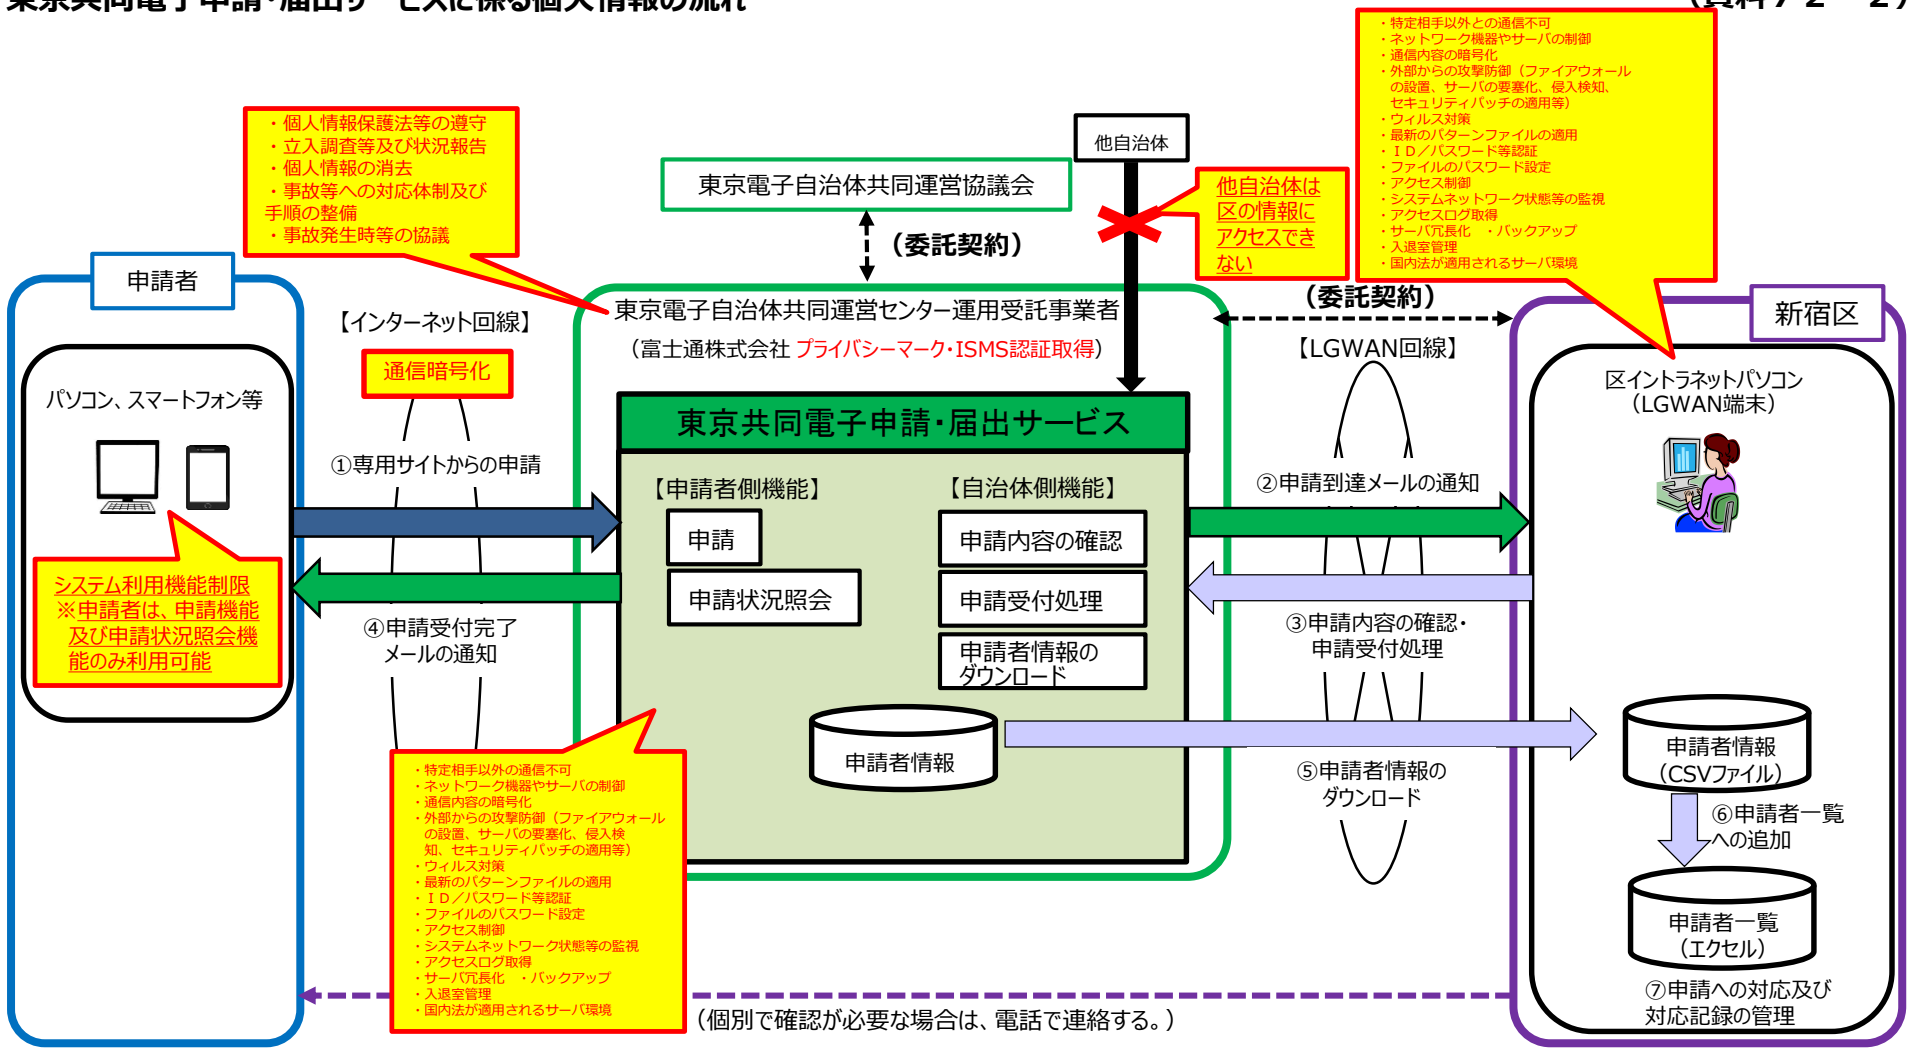 東京共同電子申請・届出サービスに係る個人情報の流れ
・特定相手以外との通信不可
・ネットワーク機器やサーバの制御
・通信内容の暗号化
・外部からの攻撃防御（ファイアウォール
の設置、サーバの要塞化、侵入検知、
セキュリティパッチの適用等）
・ウィルス対策
・最新のパターンファイルの適用
・ＩＤ／パスワード等認証
・ファイルのパスワード設定
・アクセス制御
・システムネットワーク状態等の監視
・アクセスログ取得
・サーバ冗長化　・バックアップ
・入退室管理
・国内法が適用されるサーバ環境
・個人情報保護法等の遵守
・立入調査等及び状況報告
・個人情報の消去
・事故等への対応体制及び
手順の整備
・事故発生時等の協議
他自治体
東京電子自治体共同運営協議会
他自治体は
区の情報に
アクセスでき
ない
（委託契約）
申請者
【インターネット回線】
通信暗号化
東京電子自治体共同運営センター運用受託事業者
（富士通株式会社 プライバシーマーク・ISMS認証取得）
（委託契約）
【LGWAN回線】
新宿区
パソコン、スマートフォン等
区イントラネットパソコン
（LGWAN端末）
東京共同電子申請・届出サービス
①専用サイトからの申請
【申請者側機能】
【自治体側機能】
②申請到達メールの通知
申請
申請内容の確認
申請状況照会
申請受付処理
申請者情報の
ダウンロード
システム利用機能制限
※申請者は、申請機能
及び申請状況照会機
能のみ利用可能
④申請受付完了
メールの通知
③申請内容の確認・
申請受付処理
申請者情報
⑤申請者情報の
ダウンロード
申請者情報
（CSVファイル）
⑥申請者一覧
への追加
申請者一覧
（エクセル）
⑦申請への対応及び
対応記録の管理
・特定相手以外の通信不可
・ネットワーク機器やサーバの制御
・通信内容の暗号化
・外部からの攻撃防御（ファイアウォール
の設置、サーバの要塞化、侵入検
知、セキュリティパッチの適用等）
・ウィルス対策
・最新のパターンファイルの適用
・ＩＤ／パスワード等認証
・ファイルのパスワード設定
・アクセス制御
・システムネットワーク状態等の監視
・アクセスログ取得
・サーバ冗長化　・バックアップ
・入退室管理
・国内法が適用されるサーバ環境
（個別で確認が必要な場合は、電話で連絡する。）